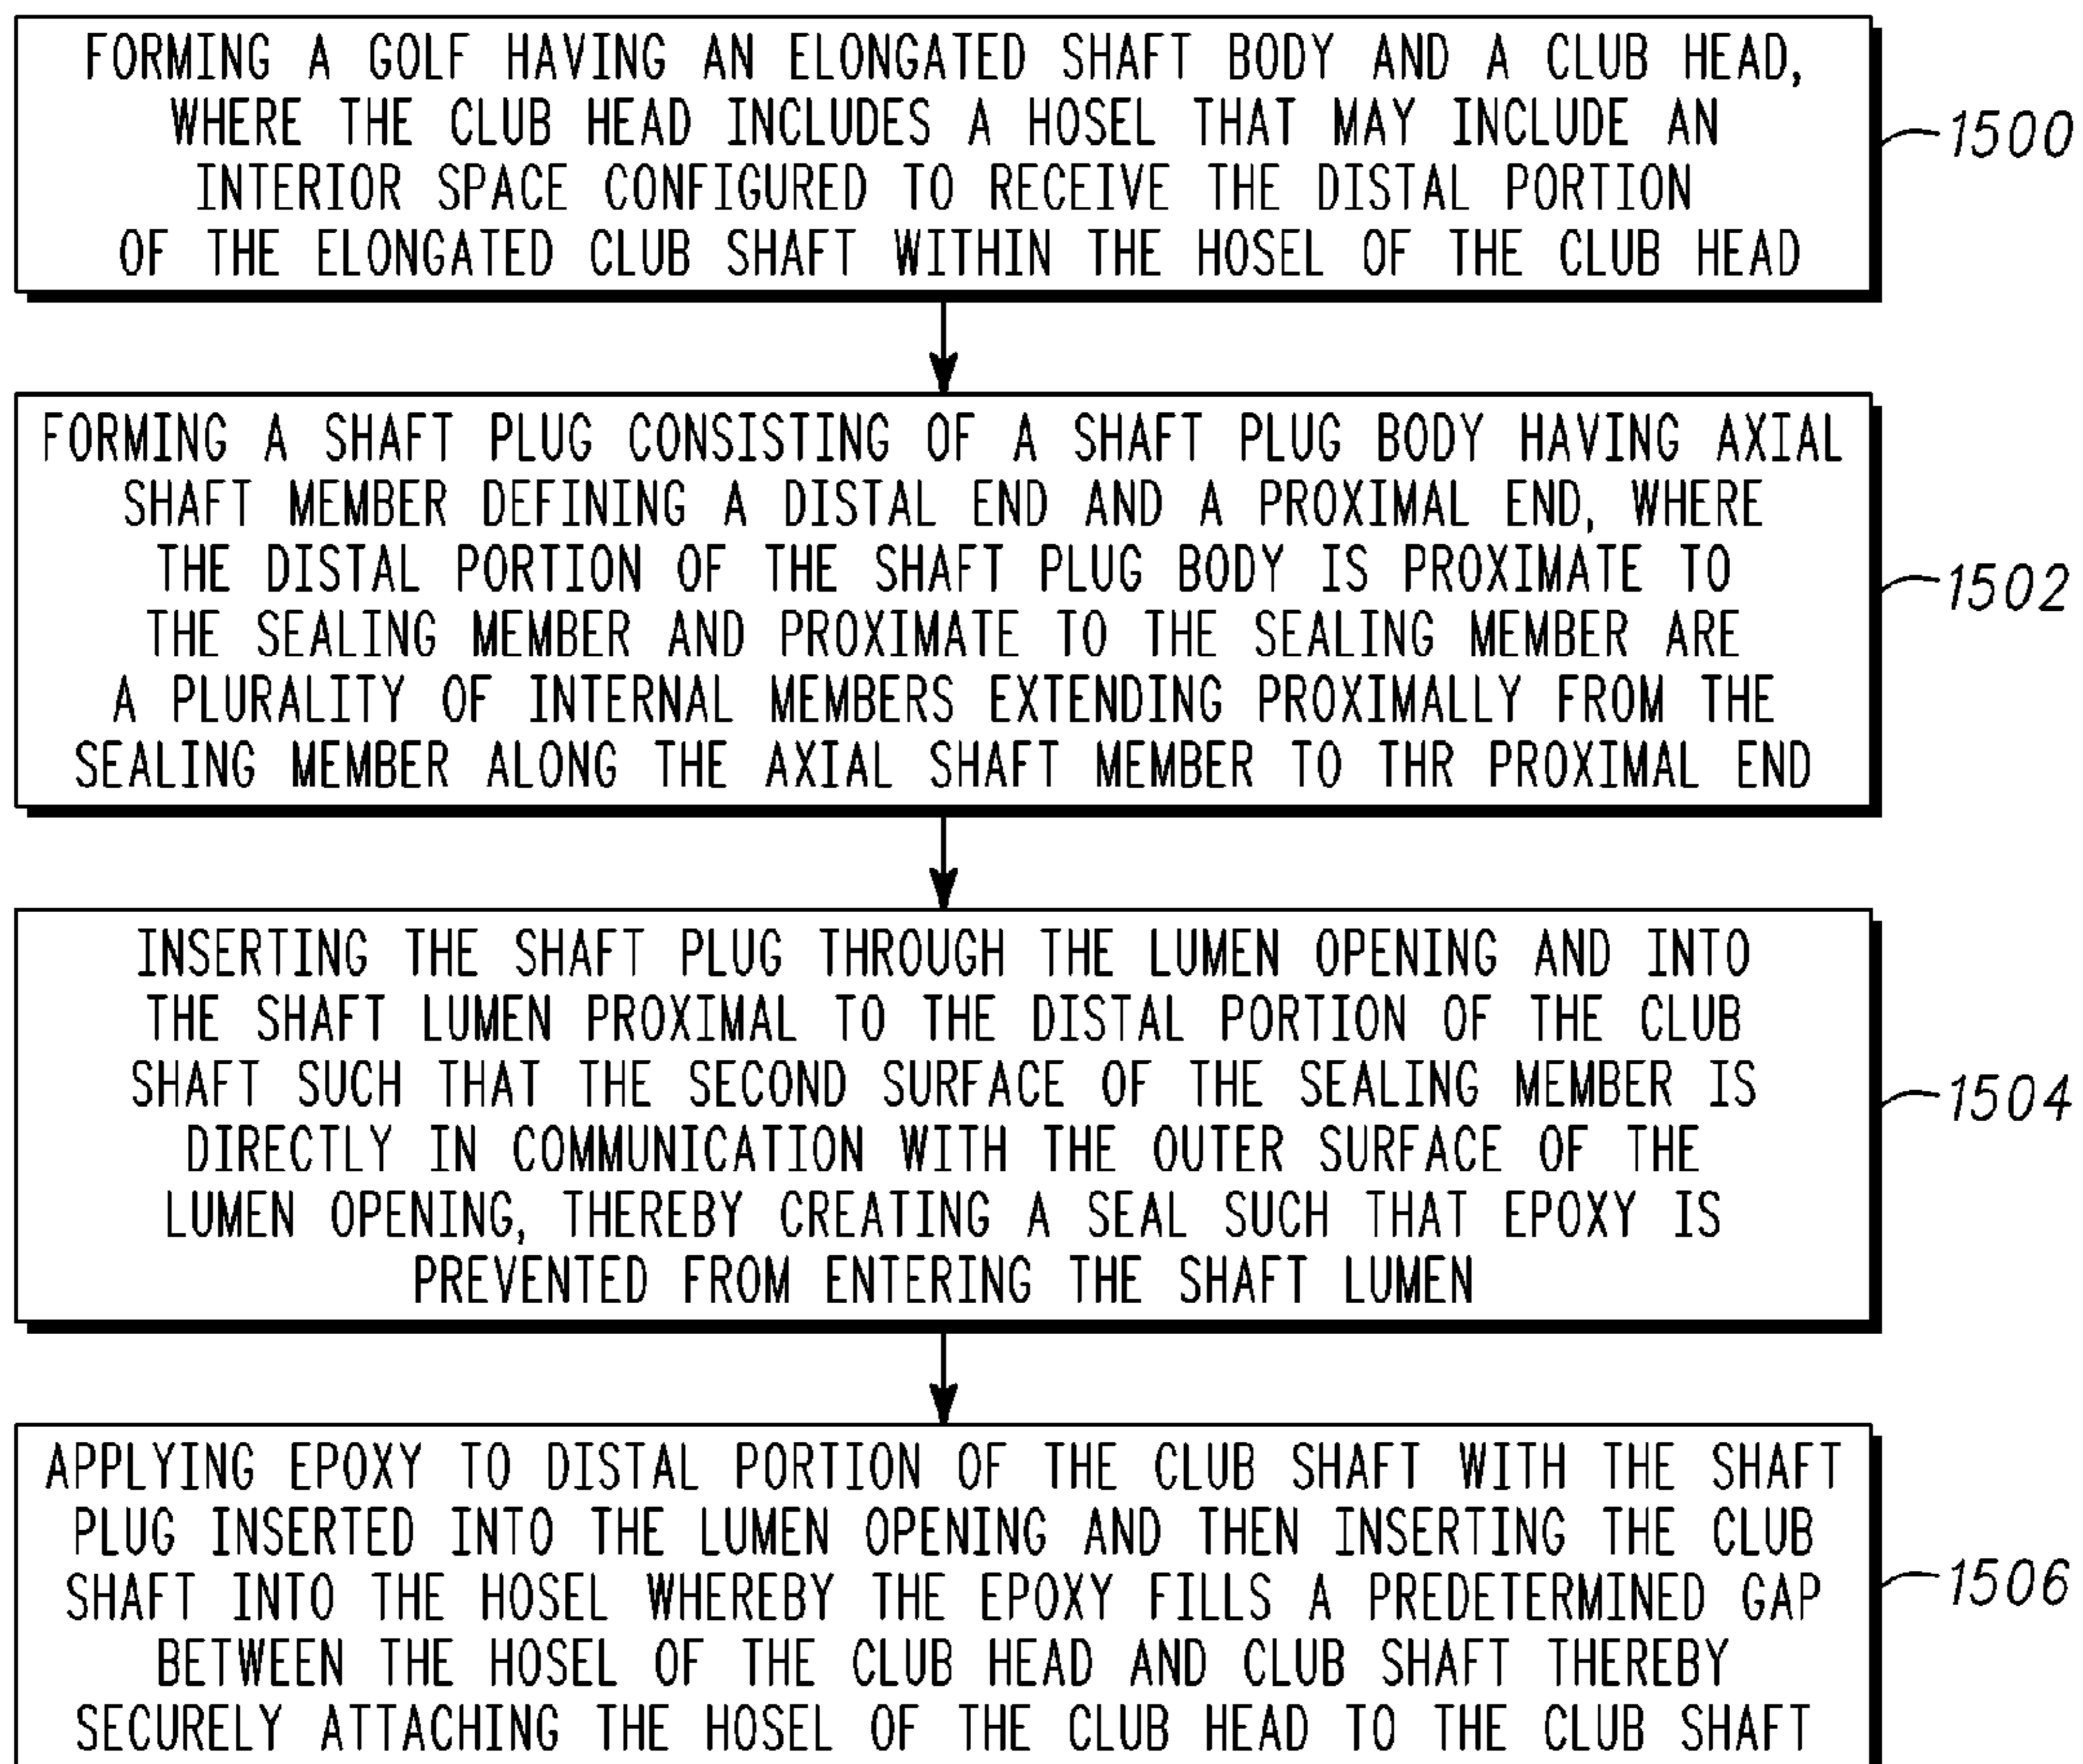 FORMING A GOLF HAVING AN ELONGATED SHAFT BODY AND A CLUB HEAD,
WHERE THE CLUB HEAD INCLUDES A HOSEL THAT MAY INCLUDE AN
INTERIOR SPACE CONFIGURED TO RECEIVE THE DISTAL PORTION
OF THE ELONGATED CLUB SHAFT WITHIN THE HOSEL OF THE CLUB HEAD
1500
FORMING A SHAFT PLUG CONSISTING OF A SHAFT PLUG BODY HAVING AXIAL
SHAFT MEMBER DEFINING A DISTAL END AND A PROXIMAL END, WHERE
THE DISTAL PORTION OF THE SHAFT PLUG BODY IS PROXIMATE TO
THE SEALING MEMBER AND PROXIMATE TO THE SEALING MEMBER ARE
A PLURALITY OF INTERNAL MEMBERS EXTENDING PROXIMALLY FROM THE
SEALING MEMBER ALONG THE AXIAL SHAFT MEMBER TO THR PROXIMAL END
1502
INSERTING THE SHAFT PLUG THROUGH THE LUMEN OPENING AND INTO
THE SHAFT LUMEN PROXIMAL TO THE DISTAL PORTION OF THE CLUB
SHAFT SUCH THAT THE SECOND SURFACE OF THE SEALING MEMBER IS
DIRECTLY IN COMMUNICATION WITH THE OUTER SURFACE OF THE
LUMEN OPENING, THEREBY CREATING A SEAL SUCH THAT EPOXY IS
PREVENTED FROM ENTERING THE SHAFT LUMEN
1504
APPLYING EPOXY TO DISTAL PORTION OF THE CLUB SHAFT WITH THE SHAFT
PLUG INSERTED INTO THE LUMEN OPENING AND THEN INSERTING THE CLUB
SHAFT INTO THE HOSEL WHEREBY THE EPOXY FILLS A PREDETERMINED GAP
BETWEEN THE HOSEL OF THE CLUB HEAD AND CLUB SHAFT THEREBY
SECURELY ATTACHING THE HOSEL OF THE CLUB HEAD TO THE CLUB SHAFT
1506